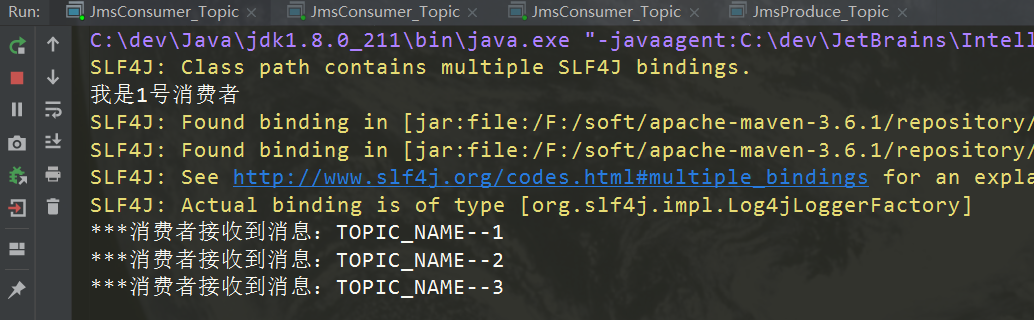 Run: JmsConsumer_Topic JmsConsumer_Topic JmsConsumer_Topic JmsProduce_Topic
C:\dev\Java\jdk1.8.0_211\bin\java.exe "-javaagent:C:\dev\JetBrains\Intell
SLF4J: Class path contains multiple SLF4J bindings.
我是1号消费者
SLF4J: Found binding in [jar:file:/F:/soft/apache-maven-3.6.1/repository/
SLF4J: Found binding in [jar:file:/F:/soft/apache-maven-3.6.1/repository/
SLF4J: See http://www.slf4j.org/codes.html#multiple_bindings for an expla
SLF4J: Actual binding is of type [org.slf4j.impl.Log4jLoggerFactory]
***消费者接收到消息：TOPIC_NAME--1
***消费者接收到消息：TOPIC_NAME--2
***消费者接收到消息：TOPIC_NAME--3